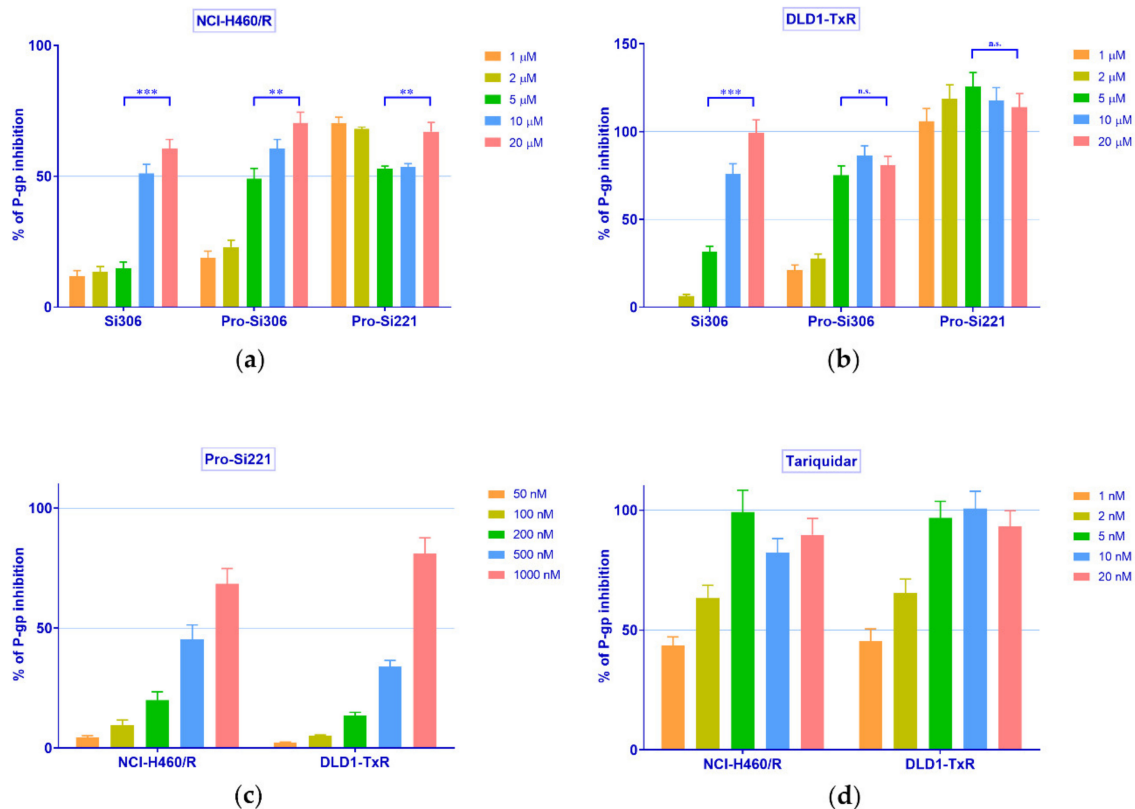 NCI-H460/R
% of P-gp inhibition
100
50
0
***
**
**
Si306
Pro-Si306
Pro-Si221
1 μM
2 μM
5 μM
10 μM
20 μM
(a)
DLD1-TxR
% of P-gp inhibition
150
100
50
0
***
n.s.
n.s.
Si306
Pro-Si306
Pro-Si221
1 μM
2 μM
5 μM
10 μM
20 μM
(b)
Pro-Si221
% of P-gp inhibition
100
50
0
NCI-H460/R
DLD1-TxR
50 nM
100 nM
200 nM
500 nM
1000 nM
(c)
Tariquidar
% of P-gp inhibition
100
50
0
NCI-H460/R
DLD1-TxR
1 nM
2 nM
5 nM
10 nM
20 nM
(d)